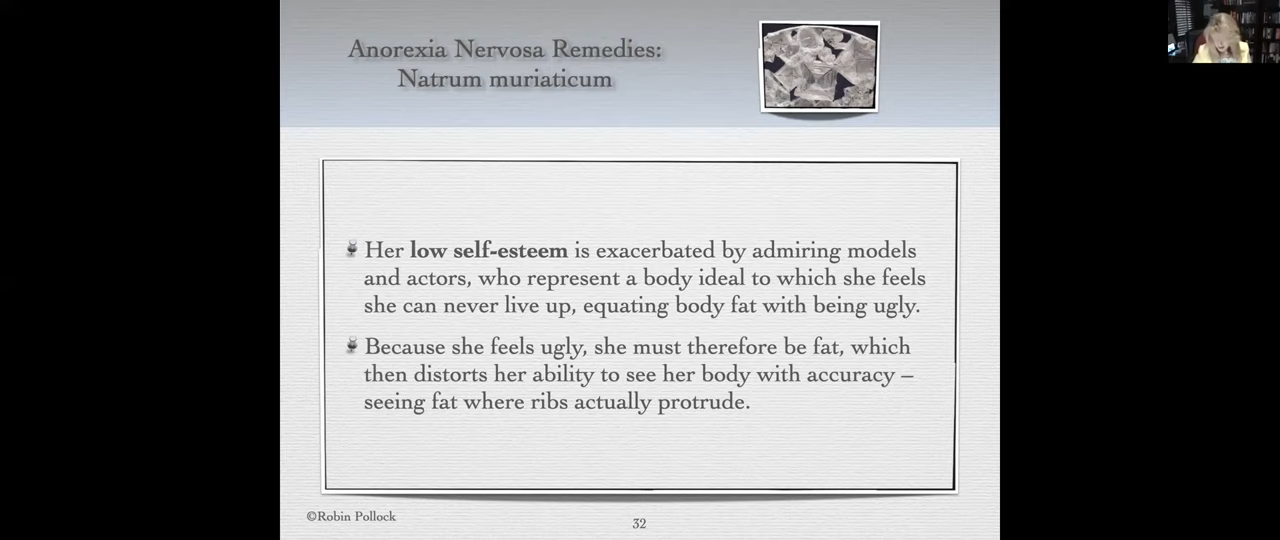 Anorexia Nervosa Remedies:
Natrum muriaticum
Her low self-esteem is exacerbated by admiring models
and actors, who represent a body ideal to which she feels
she can never live up, equating body fat with being ugly.
Because she feels ugly, she must therefore be fat, which
then distorts her ability to see her body with accuracy –
seeing fat where ribs actually protrude.
©Robin Pollock
32